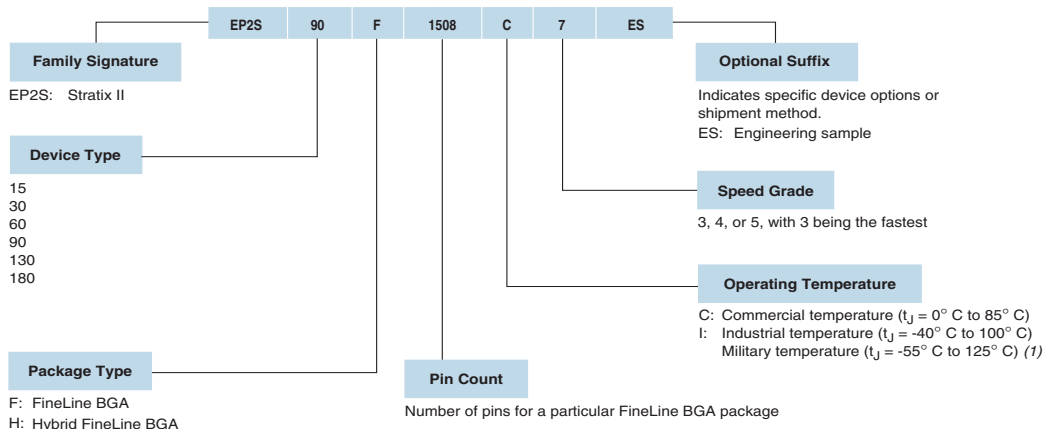 EP2S 90 F 1508 C 7 ES
Family Signature
EP2S: Stratix II
Optional Suffix
Indicates specific device options or
shipment method.
ES: Engineering sample
Device Type
15
30
60
90
130
180
Speed Grade
3, 4, or 5, with 3 being the fastest
Operating Temperature
C: Commercial temperature (tJ = 0° C to 85° C)
I: Industrial temperature (tJ = -40° C to 100° C)
Military temperature (tJ = -55° C to 125° C) (1)
Package Type
F: FineLine BGA
H: Hybrid FineLine BGA
Pin Count
Number of pins for a particular FineLine BGA package